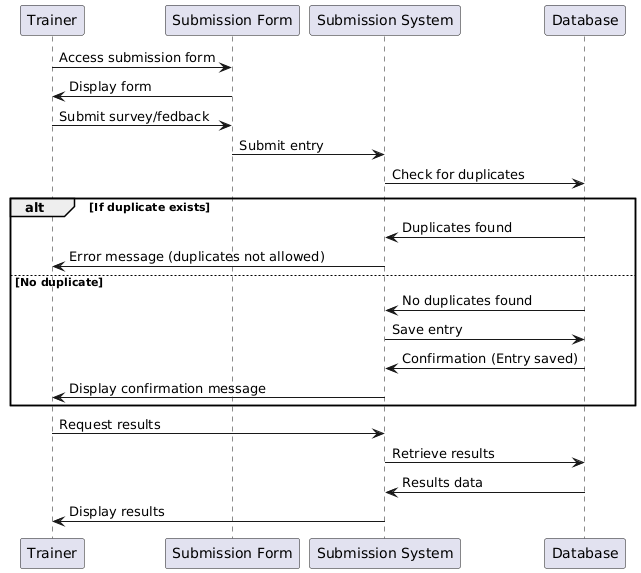 Trainer
Submission Form
Submission System
Database
Access submission form
Display form
Submit survey/fedback
Submit entry
Check for duplicates
alt [If duplicate exists]
Duplicates found
Error message (duplicates not allowed)
[No duplicate]
No duplicates found
Save entry
Confirmation (Entry saved)
Display confirmation message
Request results
Retrieve results
Results data
Display results
Trainer
Submission Form
Submission System
Database